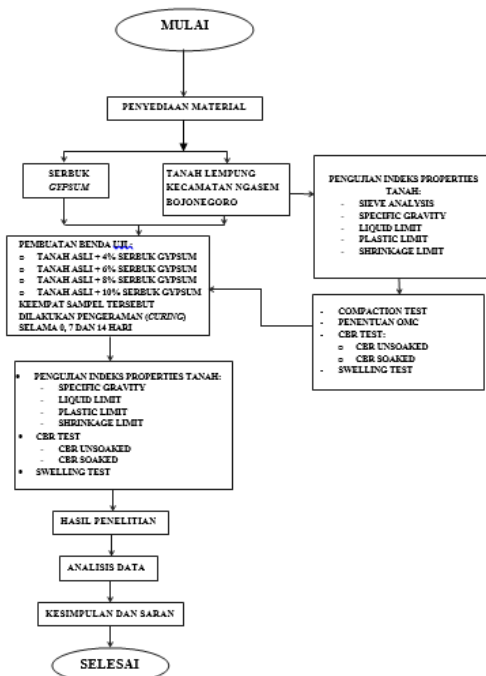 MULAI
PENYEDIAAN MATERIAL
SERBUK
GYPSUM
TANAH LEMPUNG
KECAMATAN NGASEM
BOJONEGORO
PENGUJIAN INDEKS PROPERTIES
TANAH:
- SIEVE ANALYSIS
- SPECIFIC GRAVITY
- LIQUID LIMIT
- PLASTIC LIMIT
- SHRINKAGE LIMIT
PEMBUATAN BENDA UJI:
o TANAH ASLI + 4% SERBUK GYPSUM
o TANAH ASLI + 6% SERBUK GYPSUM
o TANAH ASLI + 8% SERBUK GYPSUM
o TANAH ASLI + 10% SERBUK GYPSUM
KEEMPAT SAMPEL TERSEBUT
DILAKUKAN PENGERAMAN (CURING)
SELAMA 0, 7 DAN 14 HARI
- COMPACTION TEST
- PENENTUAN OMC
- CBR TEST:
o CBR UNSOAKED
o CBR SOAKED
- SWELLING TEST
• PENGUJIAN INDEKS PROPERTIES TANAH:
- SPECIFIC GRAVITY
- LIQUID LIMIT
- PLASTIC LIMIT
- SHRINKAGE LIMIT
• CBR TEST
- CBR UNSOAKED
- CBR SOAKED
• SWELLING TEST
HASIL PENELITIAN
ANALISIS DATA
KESIMPULAN DAN SARAN
SELESAI